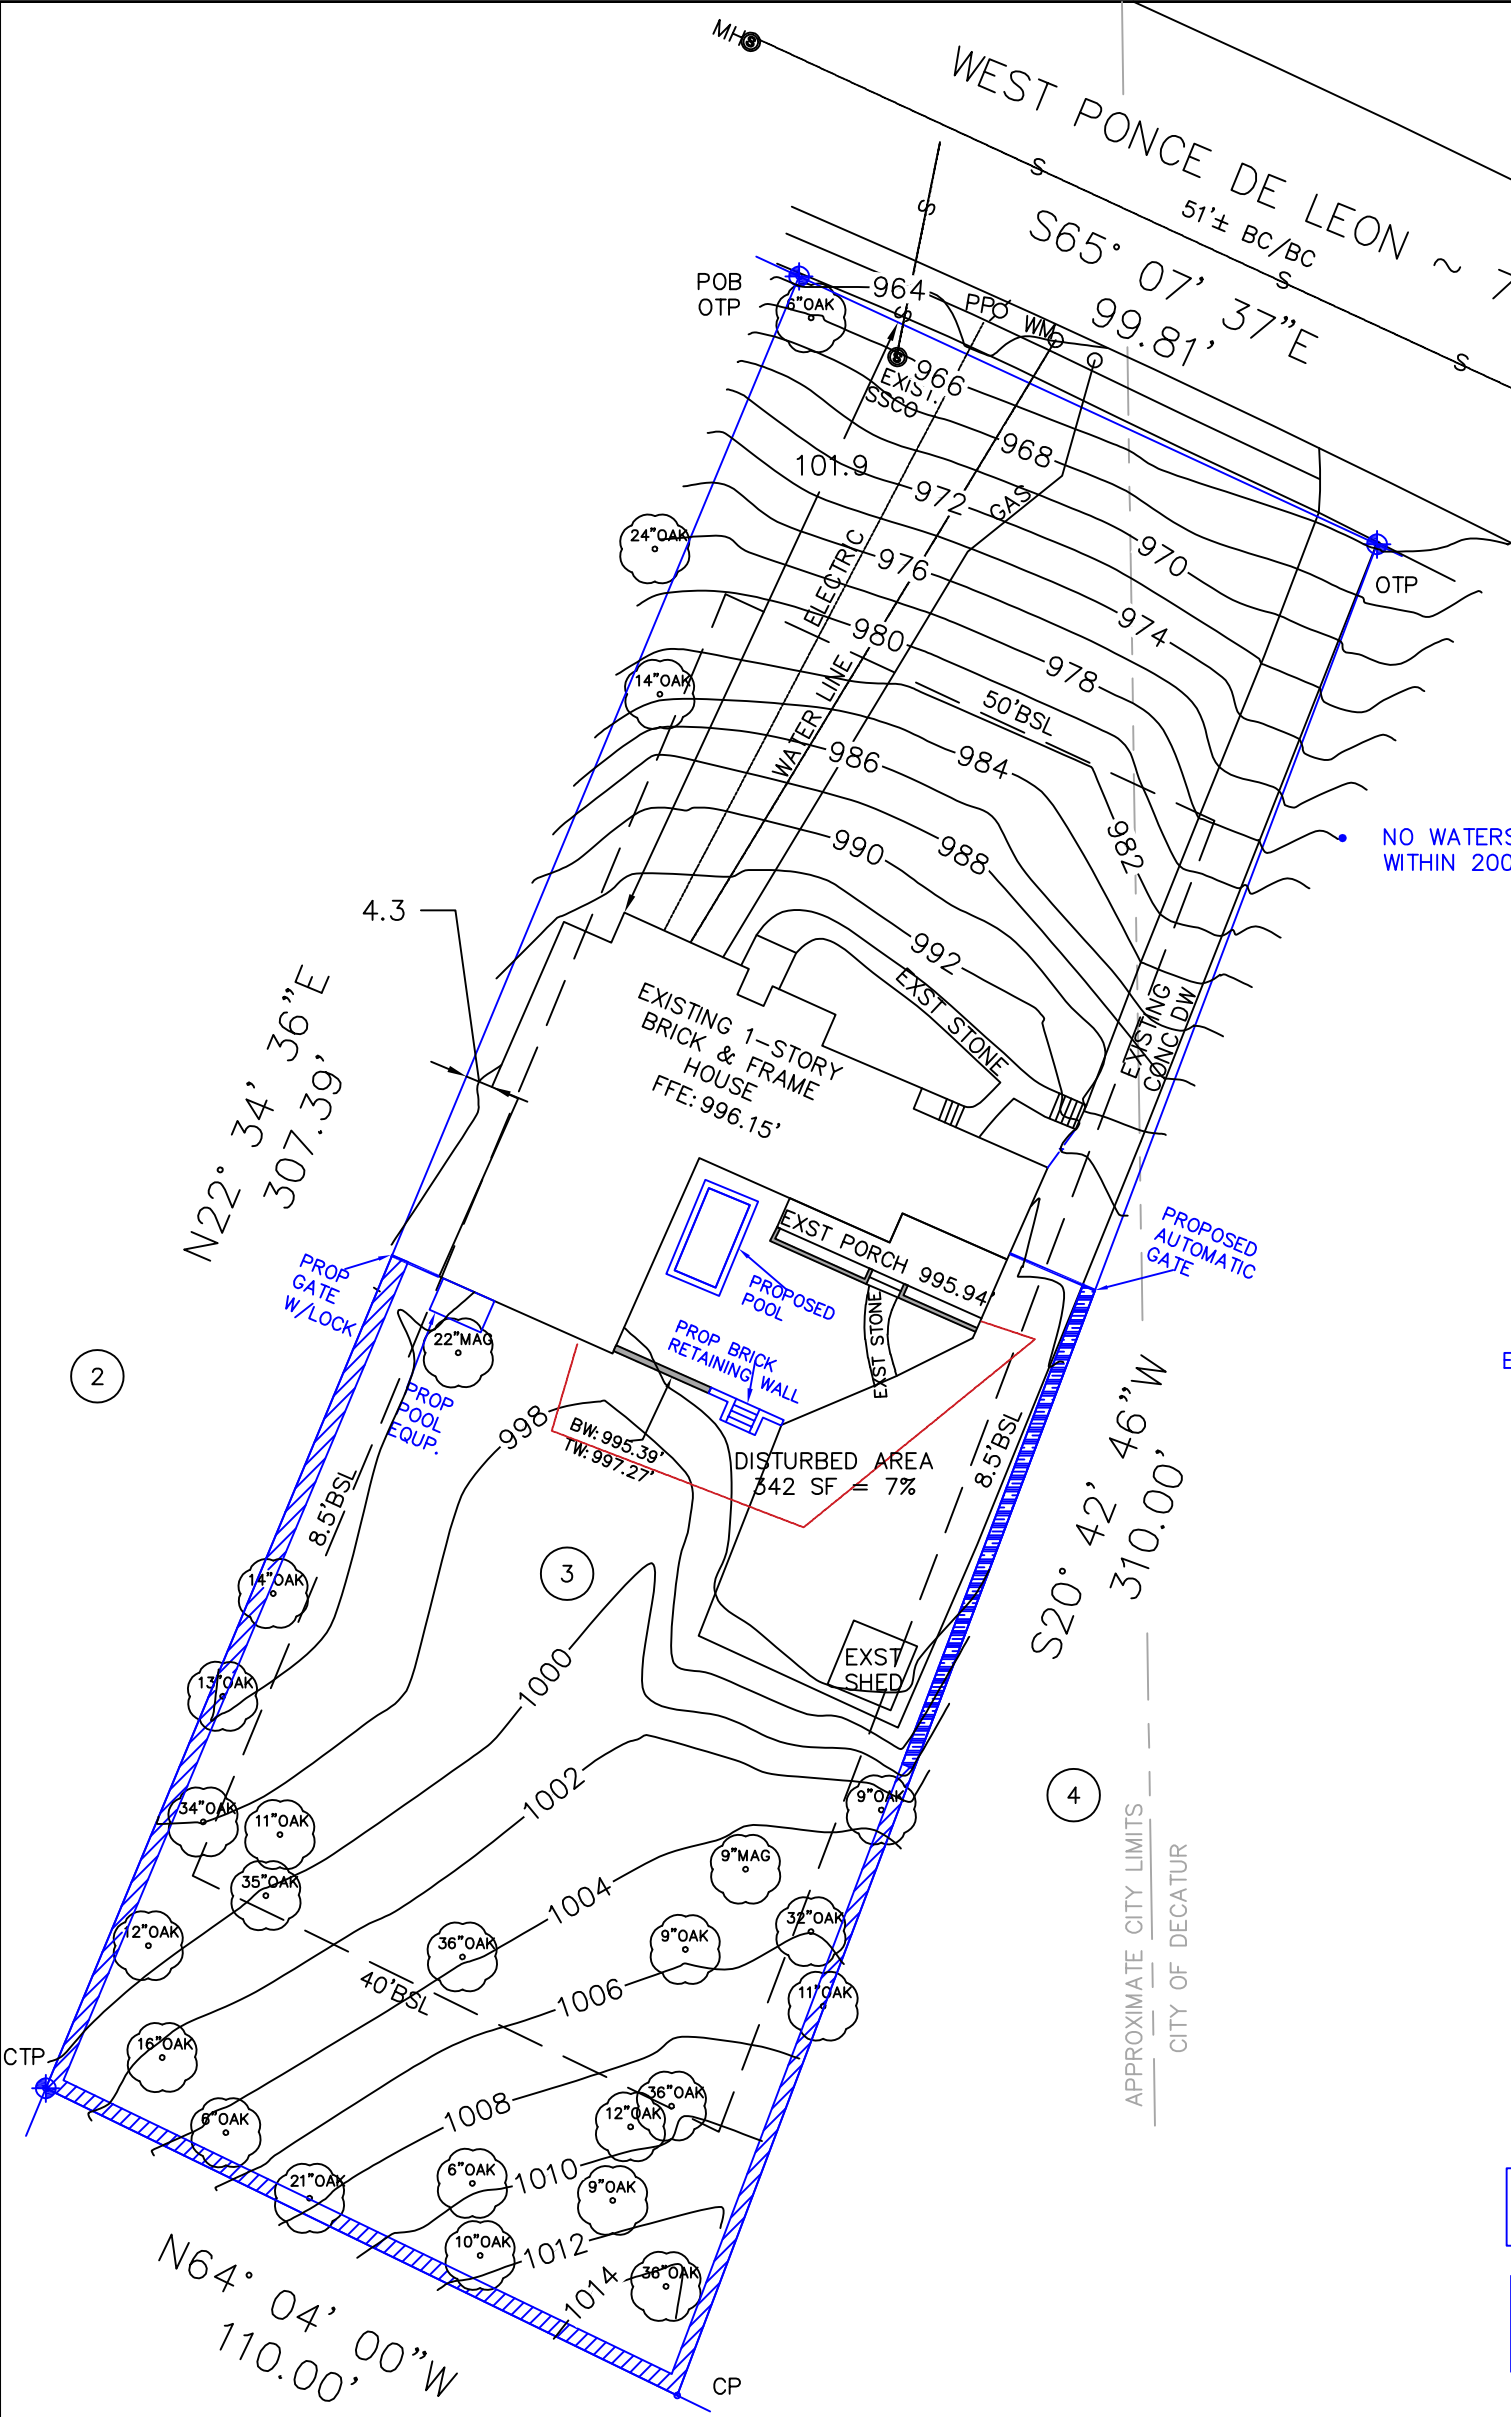 MH
WEST PONCE DE LEON ~ 7
51'± BC/BC
S65° 07' 37"E
99.81'
S
S
S
S
S
POB
OTP
6"OAK
964
PP
WM
966
EXIST.
SSCO
968
101.9
972
GAS
970
24"OAK
976
ELECTRIC
OTP
974
980
978
14"OAK
WATER LINE
50'BSL
986
984
982
990
988
NO WATERS
WITHIN 200
4.3
992
EXST STONE
EXISTING
CONC DW
EXISTING 1-STORY
BRICK & FRAME
HOUSE
FFE: 996.15'
N22° 34' 36"E
307.39'
PROPOSED
AUTOMATIC
GATE
EXST PORCH 995.94'
PROP
GATE
W/LOCK
PROPOSED
POOL
EXST STONE
PROP BRICK
RETAINING WALL
22"MAG
2
PROP
POOL
EQUP.
998
BW: 995.39'
TW: 997.27'
DISTURBED AREA
342 SF = 7%
8.5'BSL
8.5'BSL
S20° 42' 46"W
310.00'
E
14"OAK
3
EXST
SHED
13"OAK
1000
1002
4
34"OAK
11"OAK
9"OAK
35"OAK
9"MAG
1004
12"OAK
36"OAK
9"OAK
32"OAK
40'BSL
1006
11"OAK
APPROXIMATE CITY LIMITS
CITY OF DECATUR
CTP
16"OAK
1008
36"OAK
12"OAK
6"OAK
21"OAK
6"OAK
1010
9"OAK
10"OAK
1012
1014
36"OAK
N64° 04' 00"W
110.00'
CP